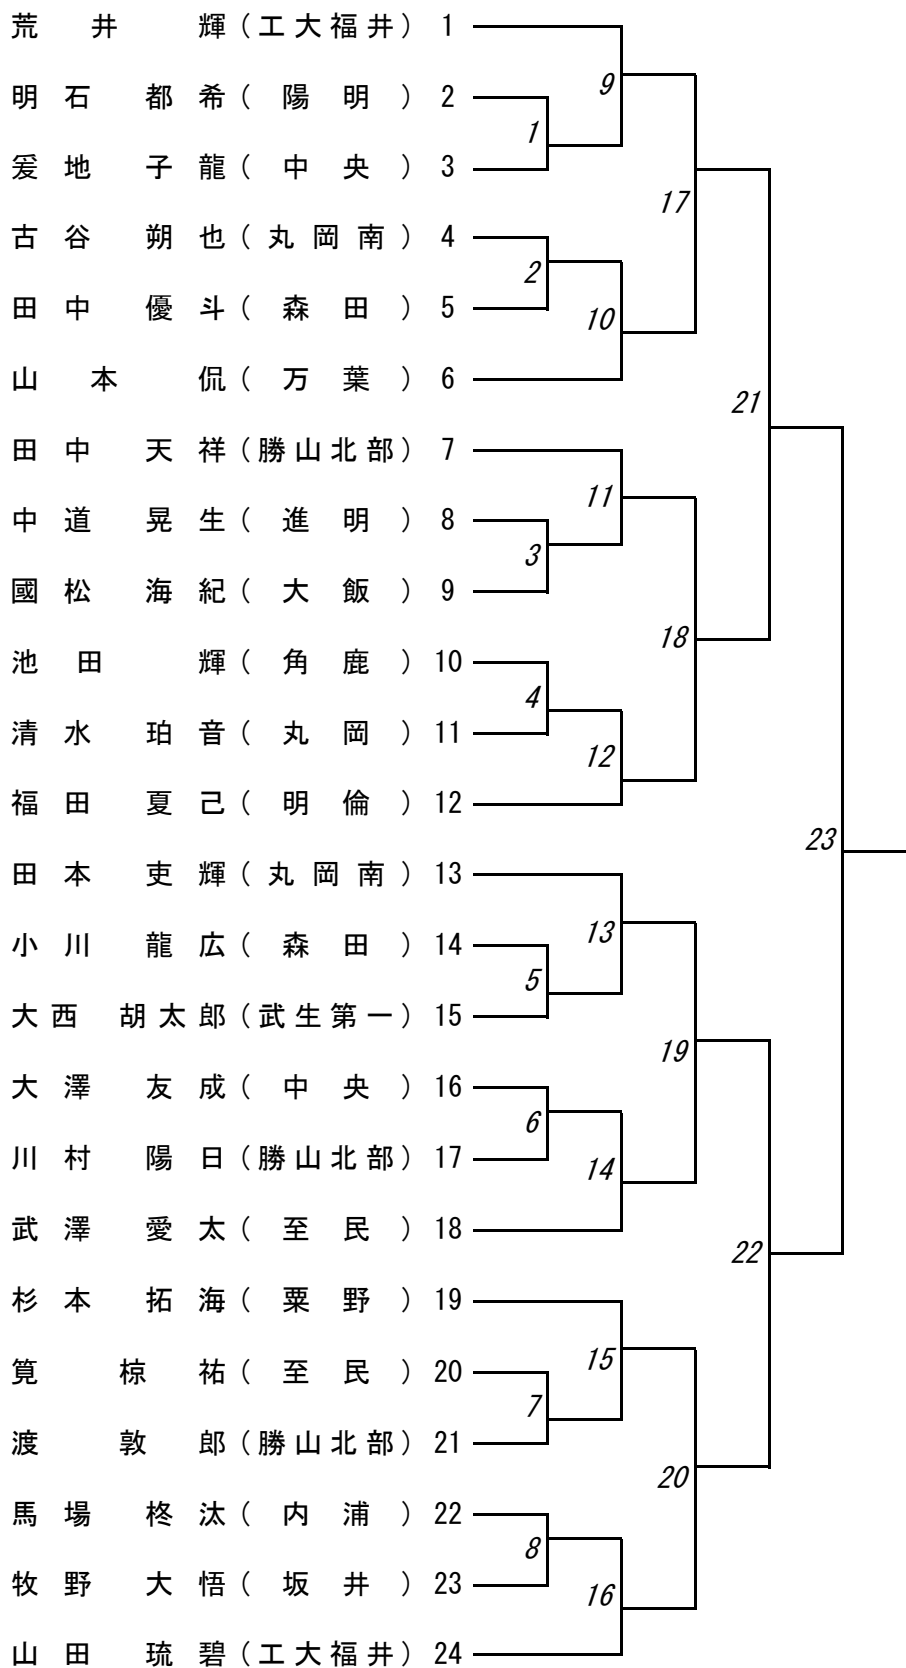 荒井 輝(工大福井) 1
9
明石 都希(陽明) 2
1
爰地 子龍(中央) 3
17
古谷 朔也(丸岡南) 4
2
田中 優斗(森田) 5
10
山本 侃(万葉) 6
21
田中 天祥(勝山北部) 7
11
中道 晃生(進明) 8
3
國松 海紀(大飯) 9
18
池田 輝(角鹿) 10
4
清水 珀音(丸岡) 11
12
福田 夏己(明倫) 12
23
田本 吏輝(丸岡南) 13
13
小川 龍広(森田) 14
5
大西 胡太郎(武生第一) 15
19
大澤 友成(中央) 16
6
川村 陽日(勝山北部) 17
14
武澤 愛太(至民) 18
22
杉本 拓海(粟野) 19
15
筧 椋祐(至民) 20
7
渡 敦郎(勝山北部) 21
20
馬場 柊汰(内浦) 22
8
牧野 大悟(坂井) 23
16
山田 琉碧(工大福井) 24